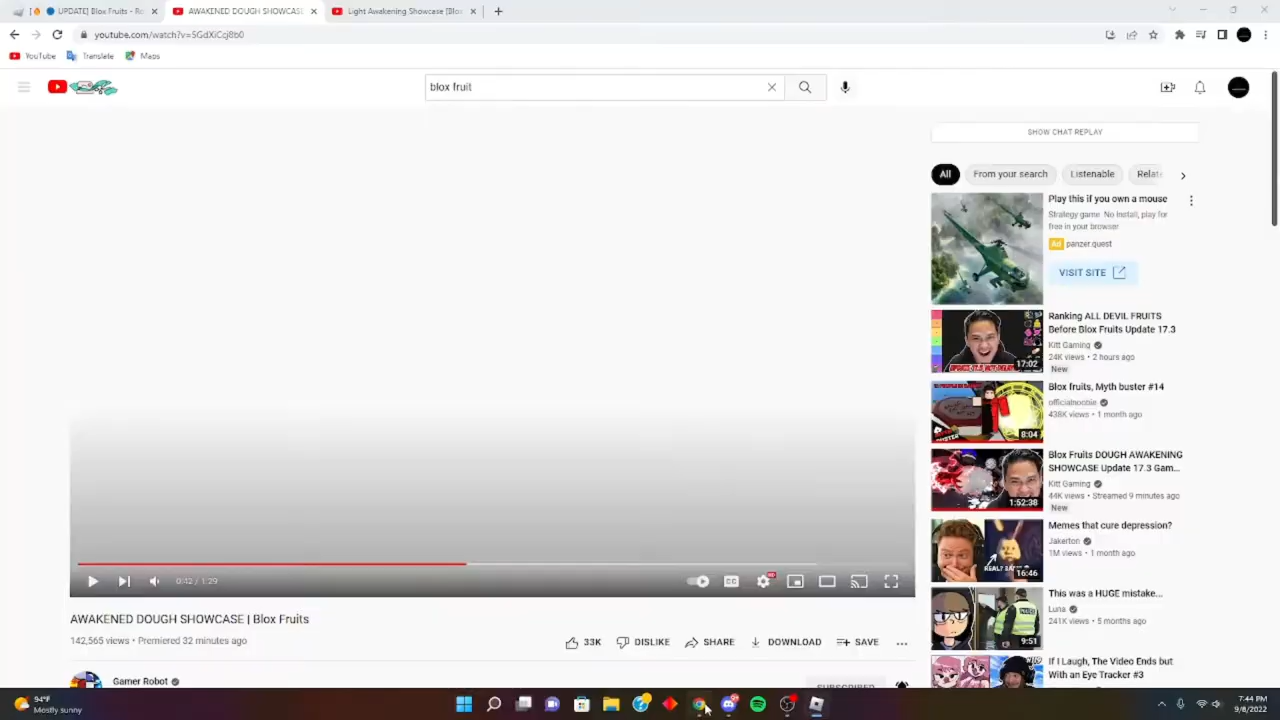 UPDATE] Blox Fruits - Ro
AWAKENED DOUGH SHOWCASE
Light Awakening Showcase [Blox
youtube.com/watch?v=SGdXiCcj8b0
YouTube
Translate
Maps
blox fruit
SHOW CHAT REPLAY
All
From your search
Listenable
Relate
Play this if you own a mouse
Strategy game. No install, play for
free in your browser
Ad panzer.quest
VISIT SITE
Ranking ALL DEVIL FRUITS
Before Blox Fruits Update 17.3
Kitt Gaming
24K views • 2 hours ago
New
17:02
Blox fruits, Myth buster #14
officialnoobie
438K views • 1 month ago
8:04
Blox Fruits DOUGH AWAKENING
SHOWCASE Update 17.3 Gam...
Kitt Gaming
44K views • Streamed 9 minutes ago
New
1:52:38
Memes that cure depression?
Jakerton
1M views • 1 month ago
16:46
This was a HUGE mistake...
Luna
241K views • 5 months ago
9:51
If I Laugh, The Video Ends but
With an Eye Tracker #3
0:42 / 1:29
CC
AWAKENED DOUGH SHOWCASE | Blox Fruits
142,565 views • Premiered 32 minutes ago
33K
DISLIKE
SHARE
DOWNLOAD
SAVE
Gamer Robot
SUBSCRIBED
94°F
Mostly sunny
7:44 PM
9/8/2022